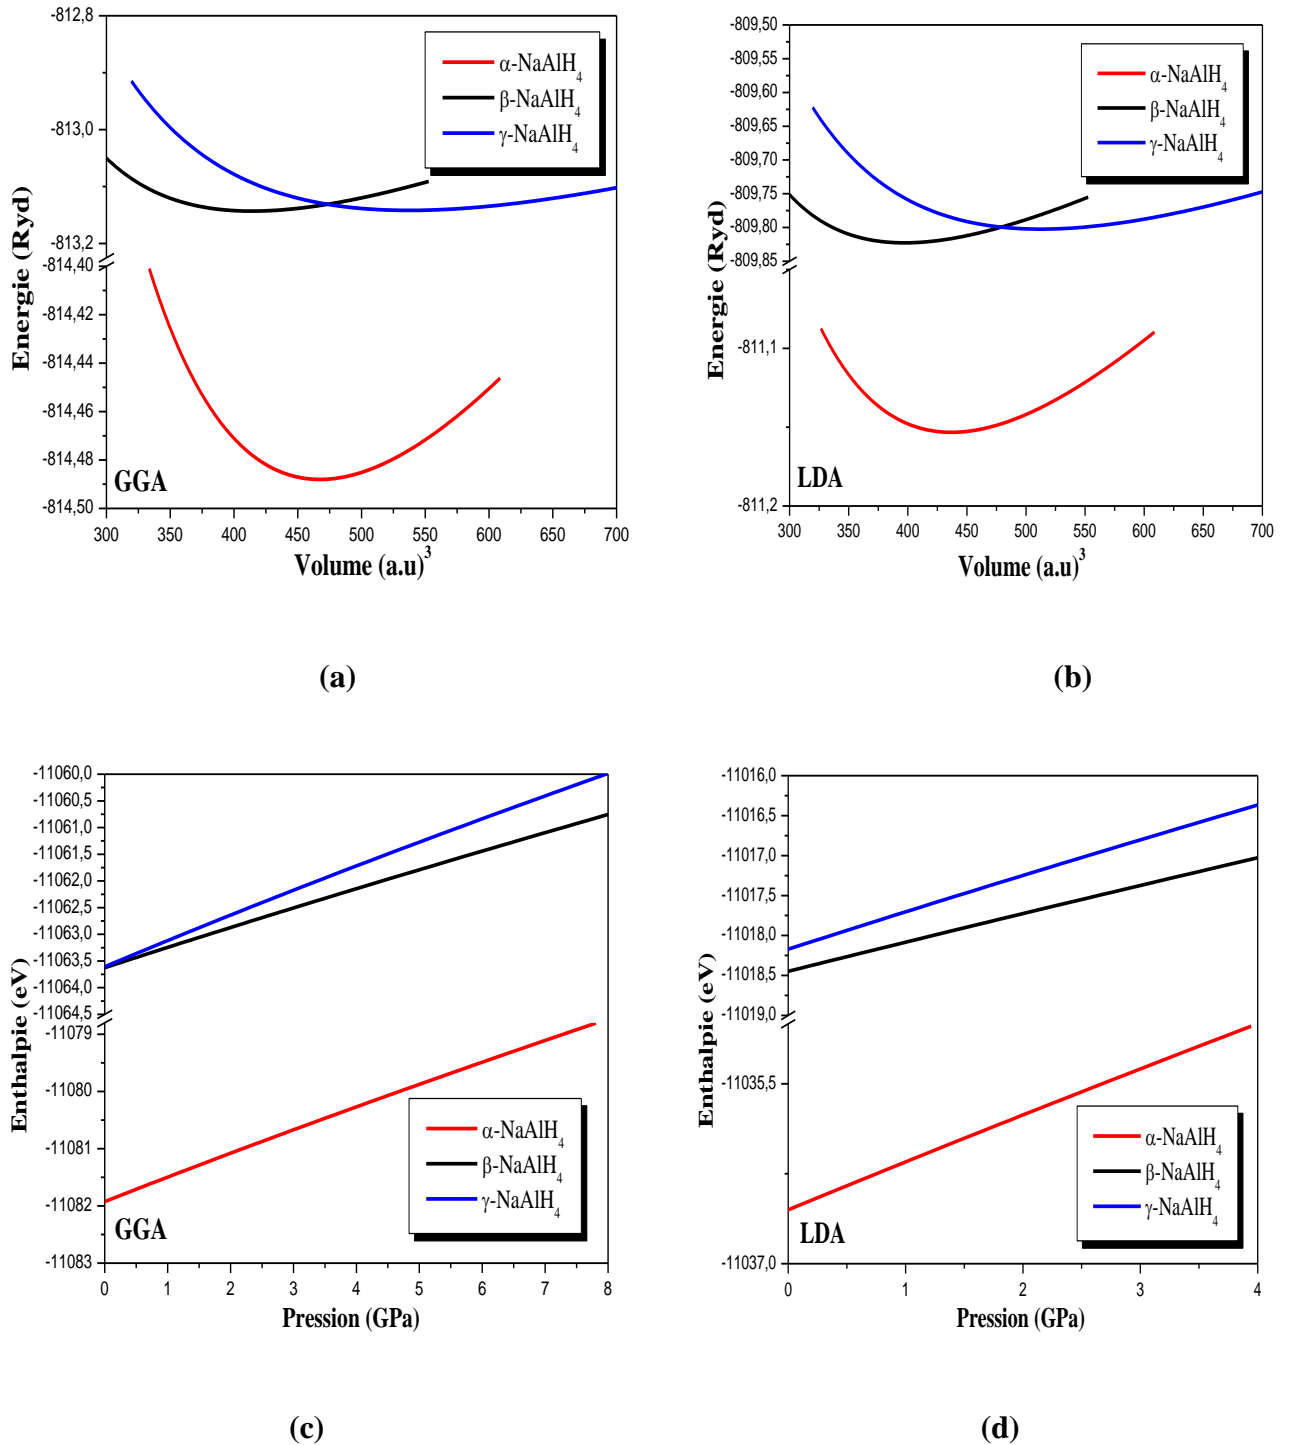 -812,8
-813,0
-813,2
-814,40
-814,42
-814,44
-814,46
-814,48
-814,50
Energie (Ryd)
α-NaAlH4
β-NaAlH4
γ-NaAlH4
GGA
300 350 400 450 500 550 600 650 700
Volume (a.u)3
(a)
-809,50
-809,55
-809,60
-809,65
-809,70
-809,75
-809,80
-809,85
-811,1
-811,2
Energie (Ryd)
α-NaAlH4
β-NaAlH4
γ-NaAlH4
LDA
300 350 400 450 500 550 600 650 700
Volume (a.u)3
(b)
-11060,0
-11060,5
-11061,0
-11061,5
-11062,0
-11062,5
-11063,0
-11063,5
-11064,0
-11064,5
-11079
-11080
-11081
-11082
-11083
Enthalpie (eV)
α-NaAlH4
β-NaAlH4
γ-NaAlH4
GGA
0 1 2 3 4 5 6 7 8
Pression (GPa)
(c)
-11016,0
-11016,5
-11017,0
-11017,5
-11018,0
-11018,5
-11019,0
-11035,5
-11037,0
Enthalpie (eV)
α-NaAlH4
β-NaAlH4
γ-NaAlH4
LDA
0 1 2 3 4
Pression (GPa)
(d)